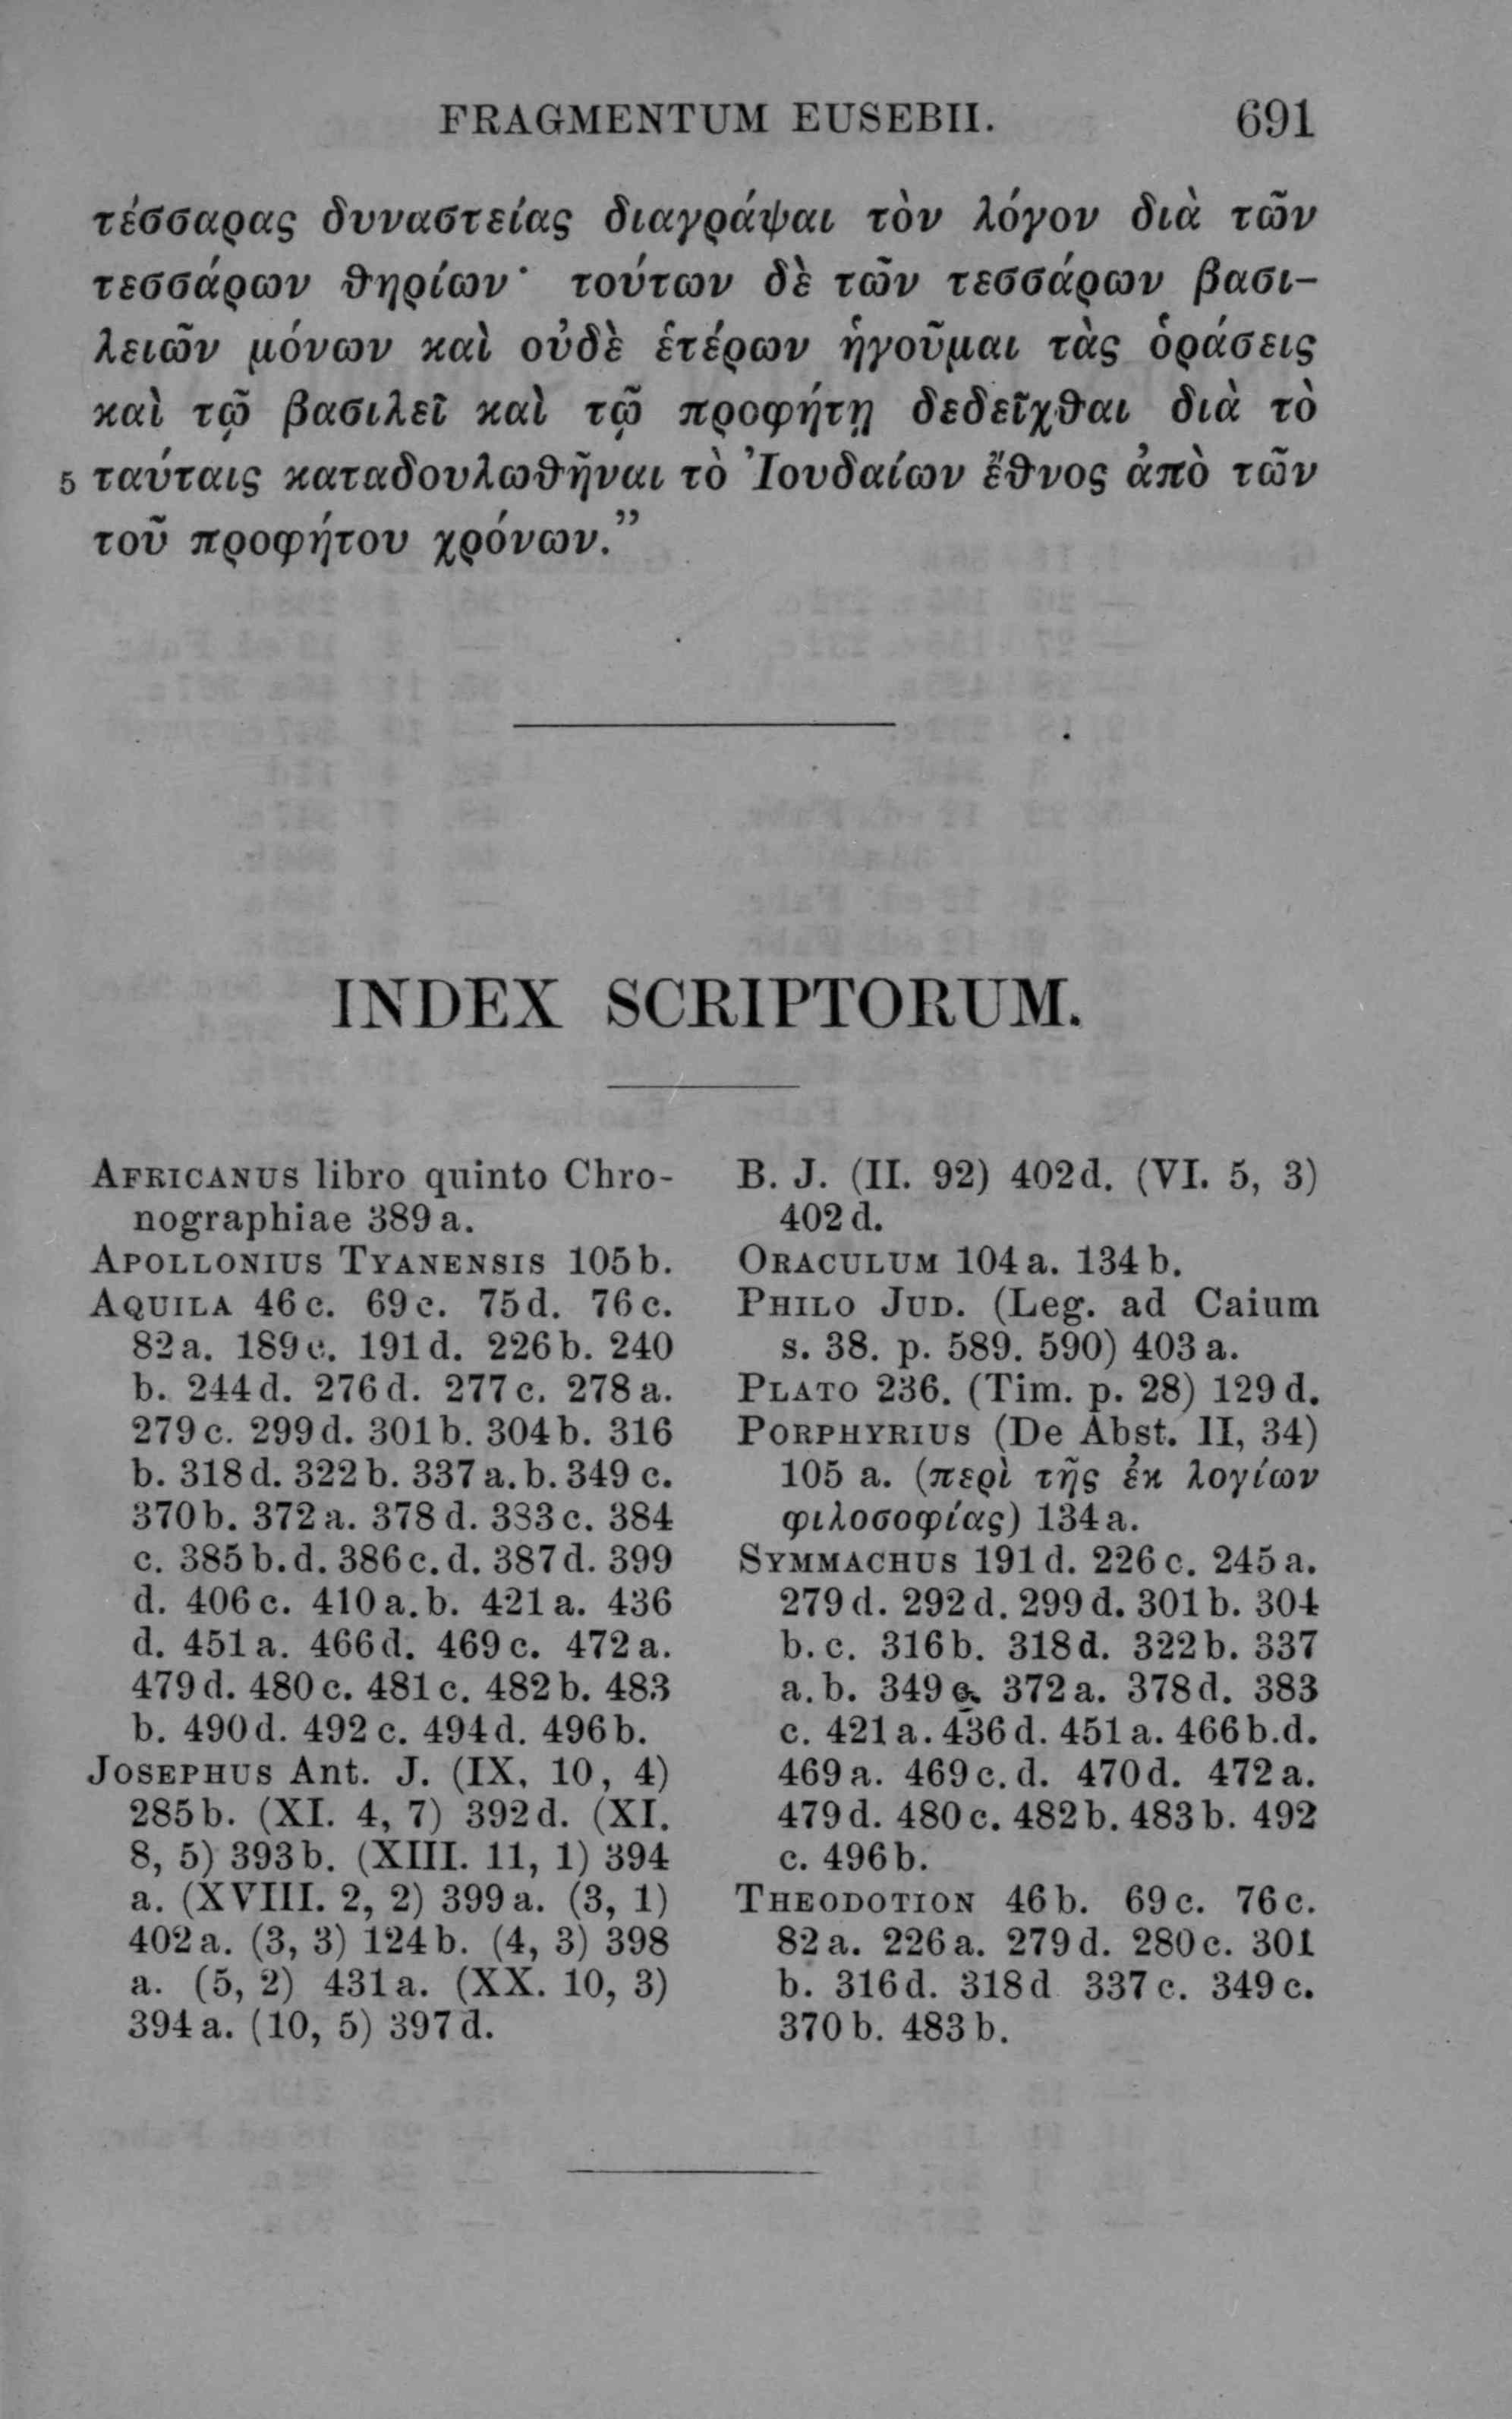 FRAGMENTUM EUSEBII. 691
τέσσαρας δυναστείας διαγράψαι τὸν λόγον διὰ τῶν
τεσσάρων θηρίων· τούτων δὲ τῶν τεσσάρων βασι-
λειῶν μόνων καὶ οὐδὲ ἑτέρων ἡγοῦμαι τὰς ὁράσεις
καὶ τῷ βασιλεῖ καὶ τῷ προφήτῃ δεδεῖχθαι διὰ τὸ
5 ταύταις καταδουλωθῆναι τὸ Ἰουδαίων ἔθνος ἀπὸ τῶν
τοῦ προφήτου χρόνων.”
INDEX SCRIPTORUM.
AFRICANUS libro quinto Chro-
nographiae 389 a.
APOLLONIUS TYANENSIS 105 b.
AQUILA 46 c. 69 c. 75 d. 76 c.
82 a. 189 c. 191 d. 226 b. 240
b. 244 d. 276 d. 277 c. 278 a.
279 c. 299 d. 301 b. 304 b. 316
b. 318 d. 322 b. 337 a. b. 349 c.
370 b. 372 a. 378 d. 383 c. 384
c. 385 b. d. 386 c. d. 387 d. 399
d. 406 c. 410 a. b. 421 a. 436
d. 451 a. 466 d. 469 c. 472 a.
479 d. 480 c. 481 c. 482 b. 483
b. 490 d. 492 c. 494 d. 496 b.
JOSEPHUS Ant. J. (IX, 10, 4)
285 b. (XI. 4, 7) 392 d. (XI.
8, 5) 393 b. (XIII. 11, 1) 394
a. (XVIII. 2, 2) 399 a. (3, 1)
402 a. (3, 3) 124 b. (4, 3) 398
a. (5, 2) 431 a. (XX. 10, 3)
394 a. (10, 5) 397 d.
B. J. (II. 92) 402 d. (VI. 5, 3)
402 d.
ORACULUM 104 a. 134 b.
PHILO JUD. (Leg. ad Caium
s. 38. p. 589. 590) 403 a.
PLATO 236. (Tim. p. 28) 129 d.
PORPHYRIUS (De Abst. II, 34)
105 a. (περὶ τῆς ἐκ λογίων
φιλοσοφίας) 134 a.
SYMMACHUS 191 d. 226 c. 245 a.
279 d. 292 d. 299 d. 301 b. 304
b. c. 316 b. 318 d. 322 b. 337
a. b. 349 c. 372 a. 378 d. 383
c. 421 a. 436 d. 451 a. 466 b. d.
469 a. 469 c. d. 470 d. 472 a.
479 d. 480 c. 482 b. 483 b. 492
c. 496 b.
THEODOTION 46 b. 69 c. 76 c.
82 a. 226 a. 279 d. 280 c. 301
b. 316 d. 318 d 337 c. 349 c.
370 b. 483 b.